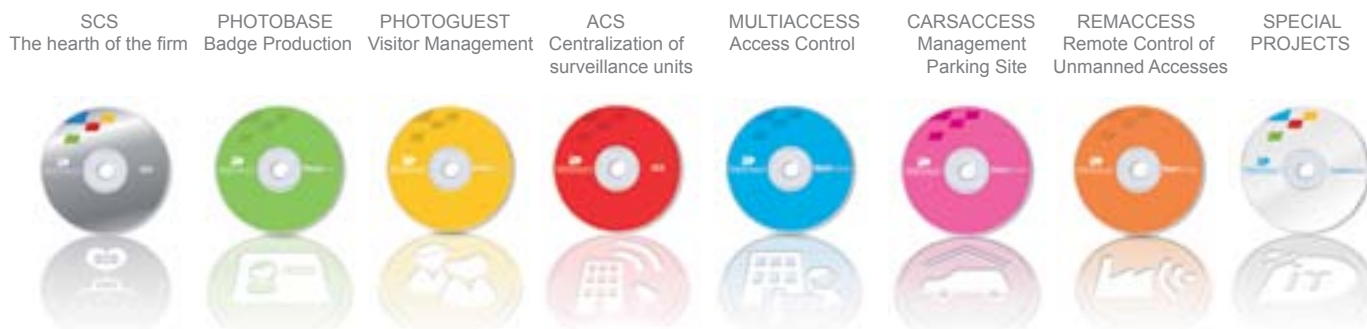 SCS
The hearth of the firm
PHOTOBASE
Badge Production
PHOTOGUEST
Visitor Management
ACS
Centralization of
surveillance units
MULTIACCESS
Access Control
CARSACCESS
Management
Parking Site
REMACCESS
Remote Control of
Unmanned Accesses
SPECIAL
PROJECTS
iT